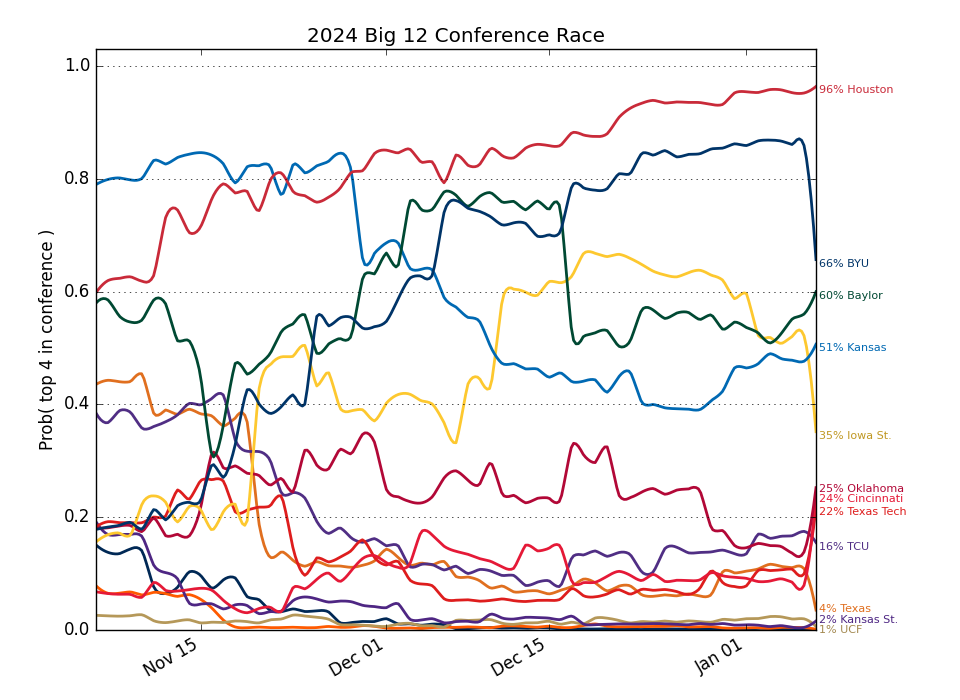 2024 Big 12 Conference Race
Prob( top 4 in conference )
1.0
0.8
0.6
0.4
0.2
0.0
Nov 15
Dec 01
Dec 15
Jan 01
96% Houston
66% BYU
60% Baylor
51% Kansas
35% Iowa St.
25% Oklahoma
24% Cincinnati
22% Texas Tech
16% TCU
4% Texas
2% Kansas St.
1% UCF